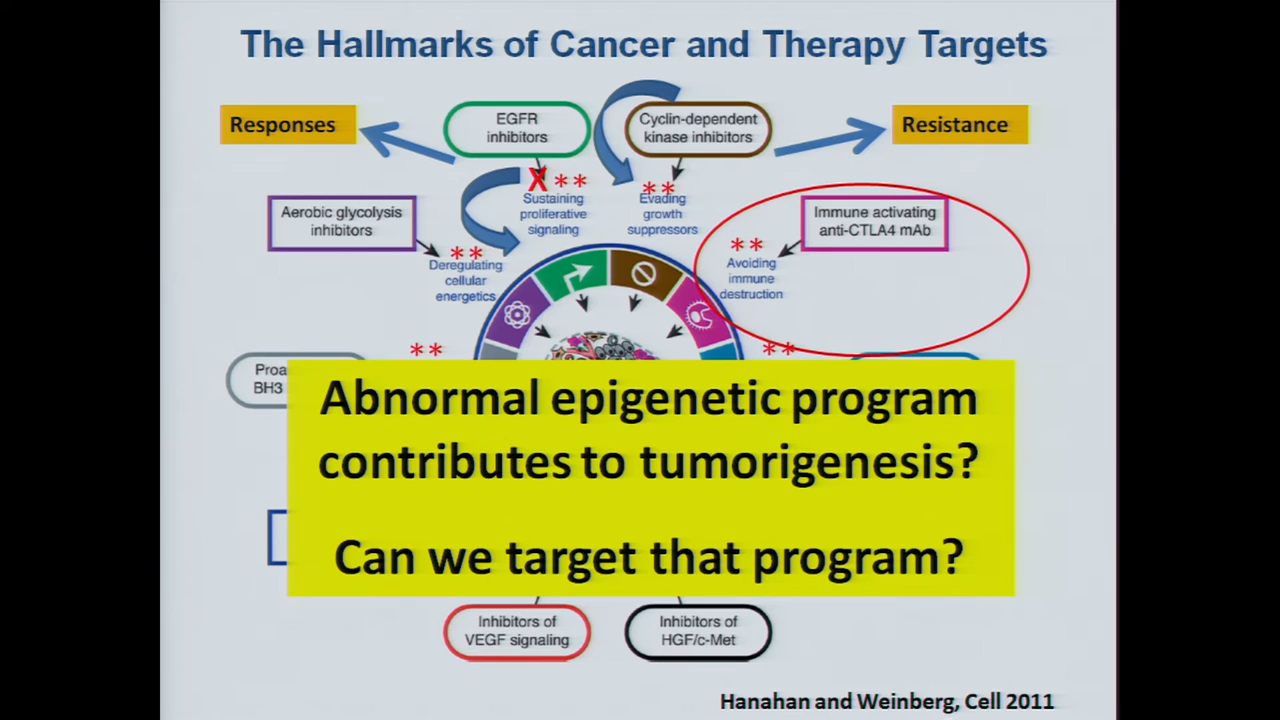 The Hallmarks of Cancer and Therapy Targets
Responses
EGFR
inhibitors
Cyclin-dependent
kinase inhibitors
Resistance
X **
Sustaining
proliferative
signaling
**
Evading
growth
suppressors
Aerobic glycolysis
inhibitors
Immune activating
anti-CTLA4 mAb
**
Deregulating
cellular
energetics
**
Avoiding
immune
destruction
**
**
BH3
Abnormal epigenetic program
contributes to tumorigenesis?
Can we target that program?
Inhibitors of
VEGF signaling
Inhibitors of
HGF/c-Met
Hanahan and Weinberg, Cell 2011